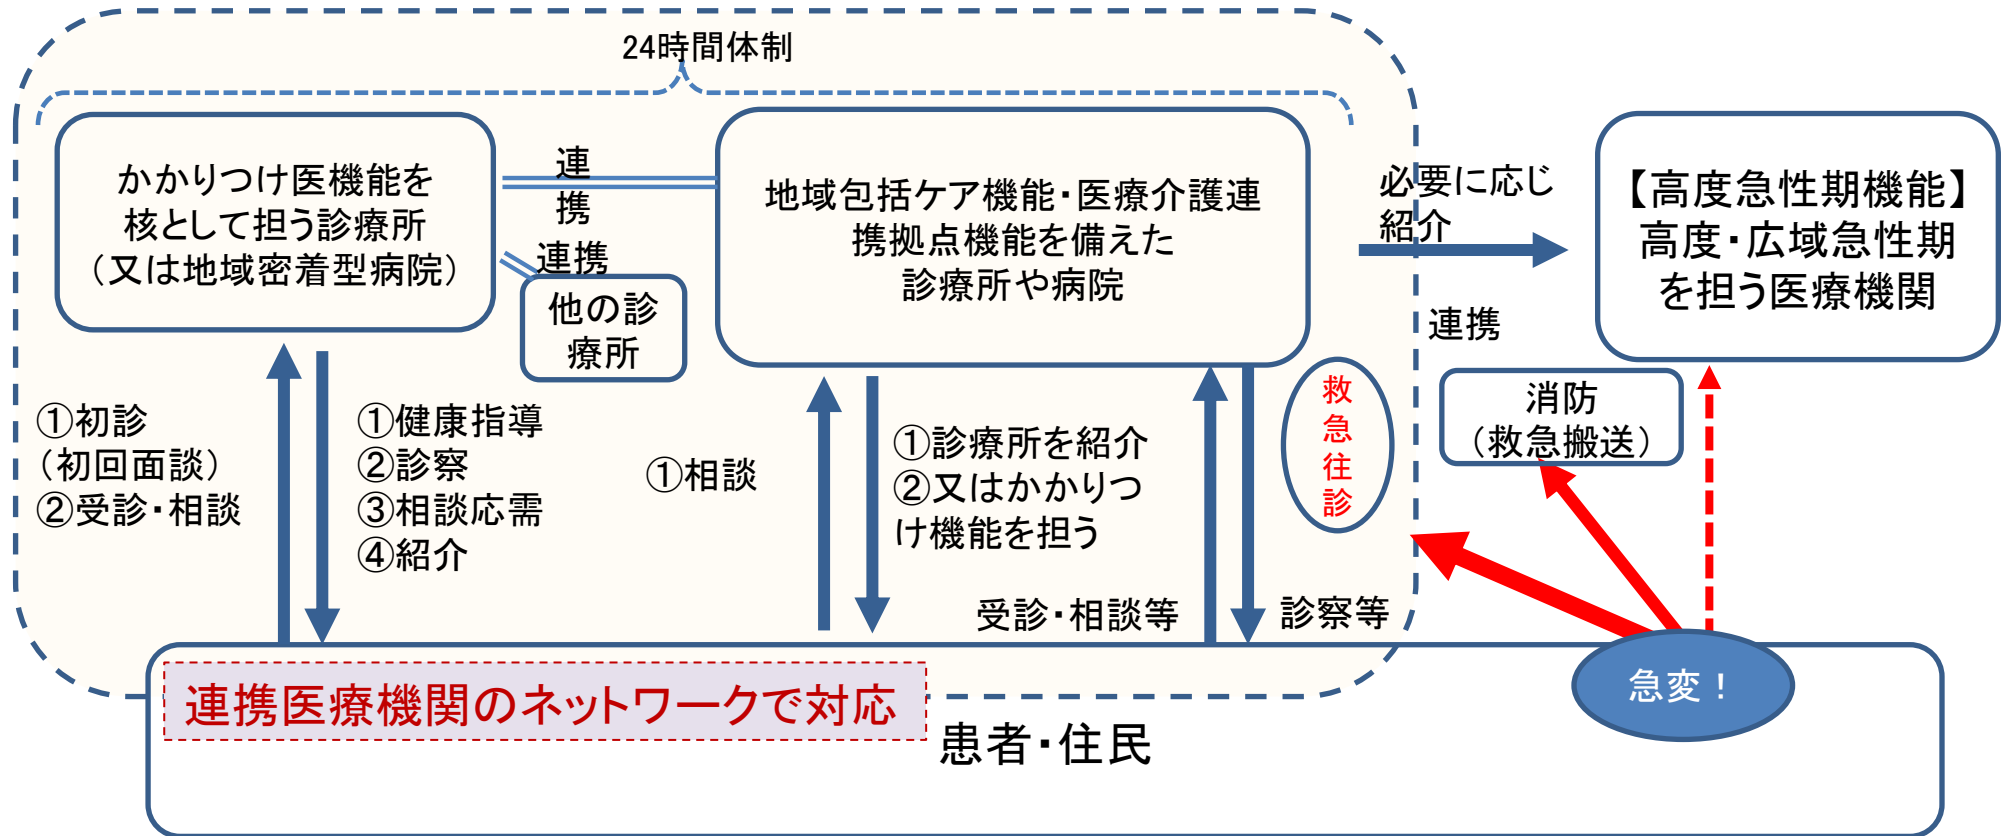 24時間体制
かかりつけ医機能を
核として担う診療所
（又は地域密着型病院）
連
携
連携
他の診
療所
地域包括ケア機能・医療介護連
携拠点機能を備えた
診療所や病院
必要に応じ
紹介
【高度急性期機能】
高度・広域急性期
を担う医療機関
連携
消防
（救急搬送）
救
急
往
診
①初診
（初回面談）
②受診・相談
①健康指導
②診察
③相談応需
④紹介
①相談
①診療所を紹介
②又はかかりつ
け機能を担う
受診・相談等
診察等
急変！
連携医療機関のネットワークで対応
患者・住民